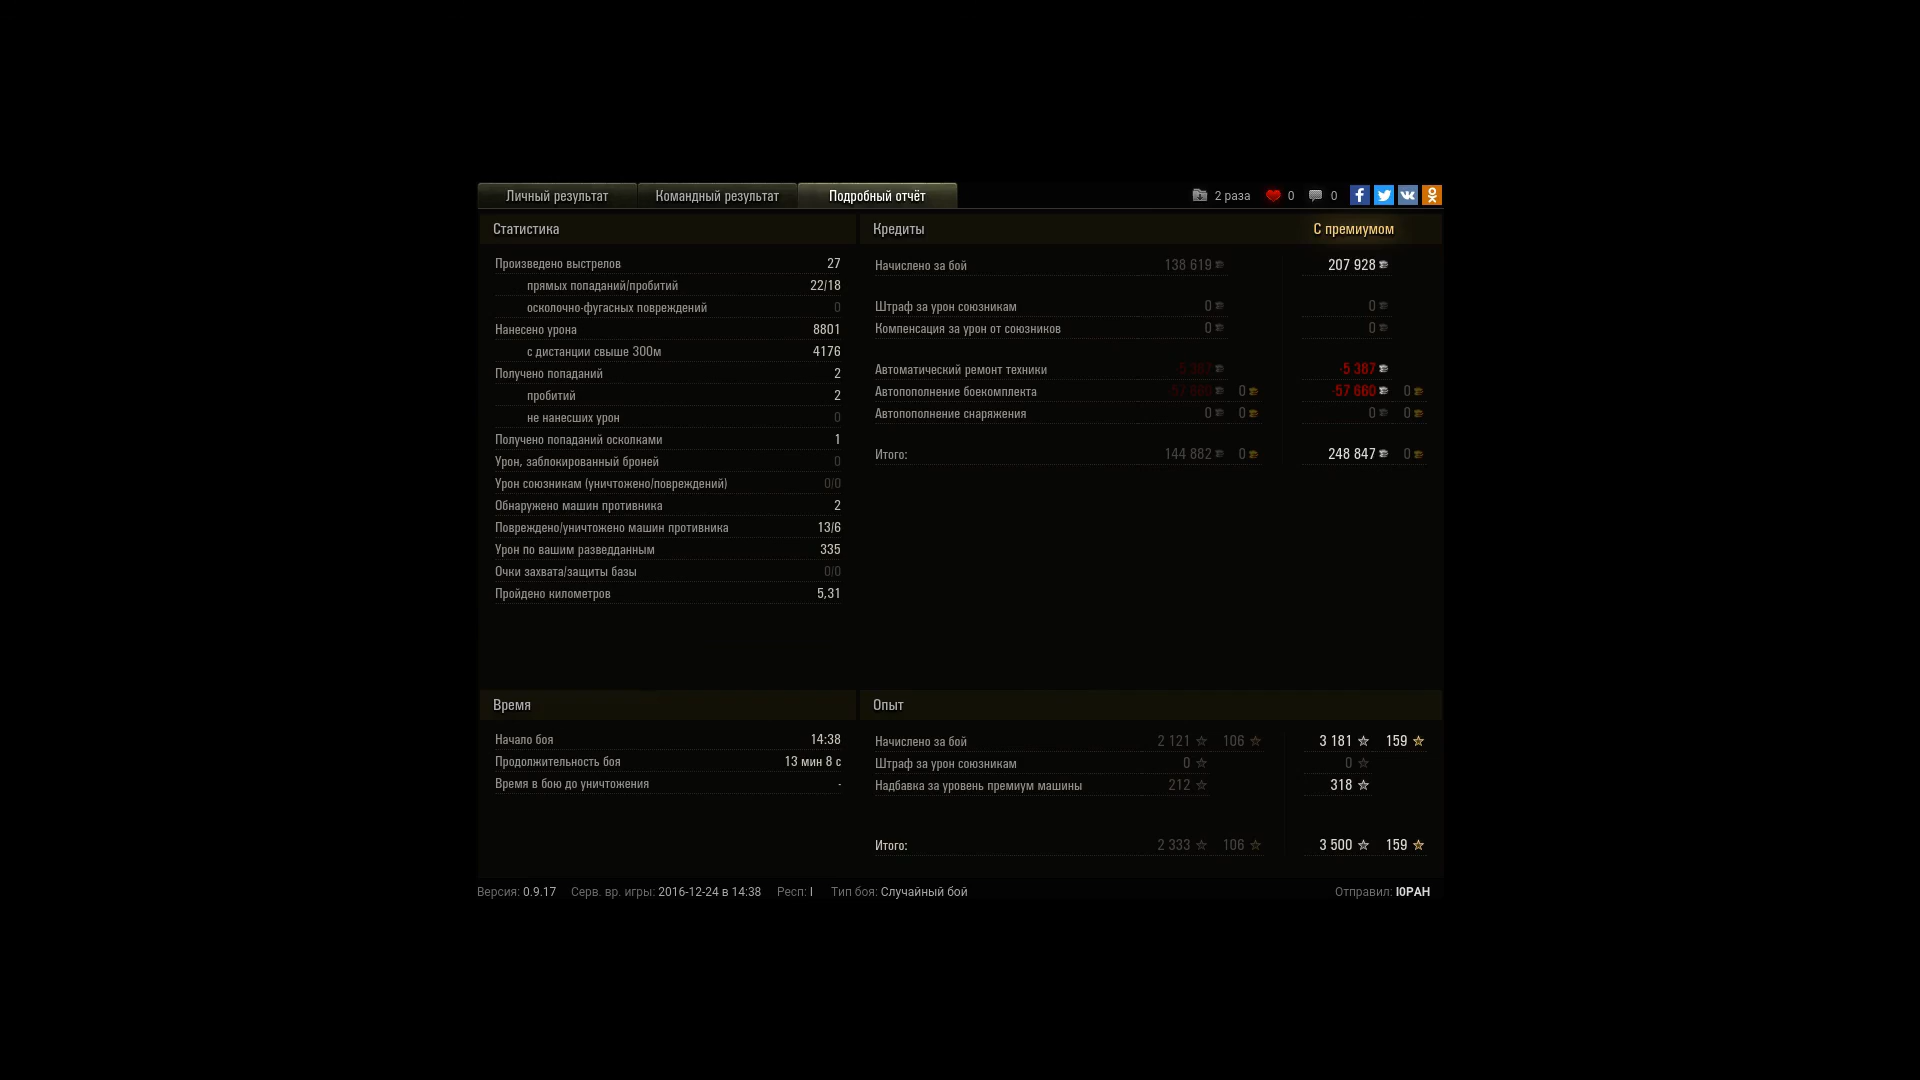 Личный результат Командный результат Подробный отчёт 2 раза 0 0
Статистика
Произведено выстрелов 27
прямых попаданий/пробитий 22/18
осколочно-фугасных повреждений 0
Нанесено урона 8801
с дистанции свыше 300м 4176
Получено попаданий 2
пробитий 2
не нанесших урон 0
Получено попаданий осколками 1
Урон, заблокированный броней 0
Урон союзникам (уничтожено/повреждений) 0/0
Обнаружено машин противника 2
Повреждено/уничтожено машин противника 13/6
Урон по вашим разведданным 335
Очки захвата/защиты базы 0/0
Пройдено километров 5,31
Кредиты С премиумом
Начислено за бой 138 619 207 928
Штраф за урон союзникам 0 0
Компенсация за урон от союзников 0 0
Автоматический ремонт техники -5 387 -5 387
Автопополнение боекомплекта -57 660 0 -57 660 0
Автопополнение снаряжения 0 0 0 0
Итого: 144 882 0 248 847 0
Время
Начало боя 14:38
Продолжительность боя 13 мин 8 с
Время в бою до уничтожения -
Опыт
Начислено за бой 2 121 106 3 181 159
Штраф за урон союзникам 0 0
Надбавка за уровень премиум машины 212 318
Итого: 2 333 106 3 500 159
Версия: 0.9.17 Серв. вр. игры: 2016-12-24 в 14:38 Респ: I Тип боя: Случайный бой Отправил: I0PAH